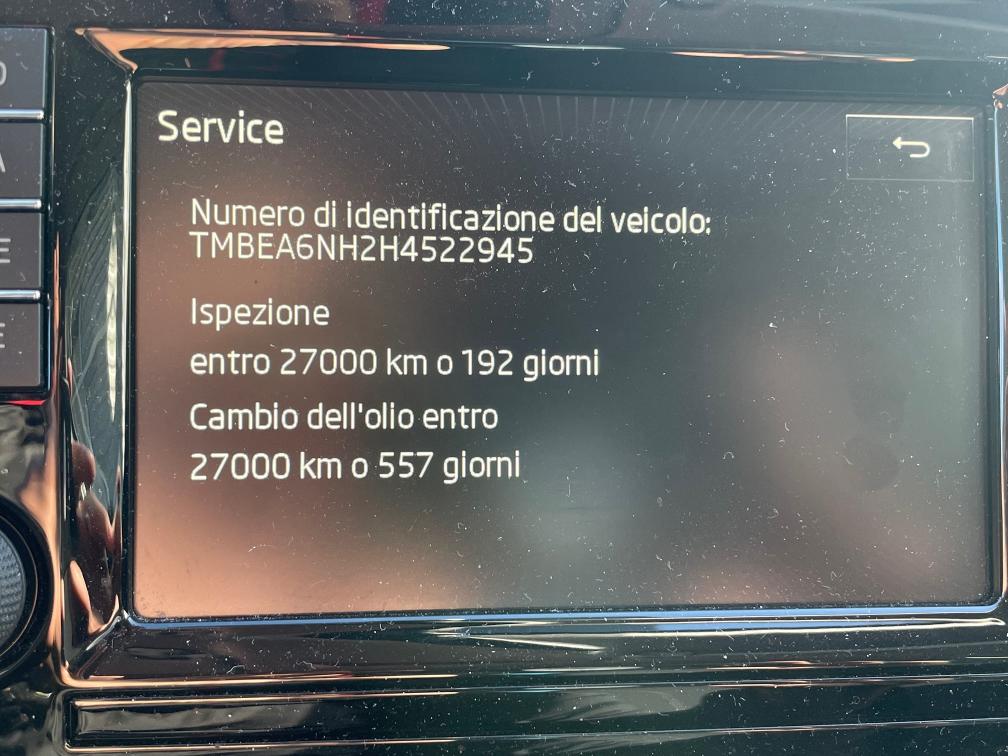 Service
Numero di identificazione del veicolo:
TMBEA6NH2H4522945
Ispezione
entro 27000 km o 192 giorni
Cambio dell'olio entro
27000 km o 557 giorni